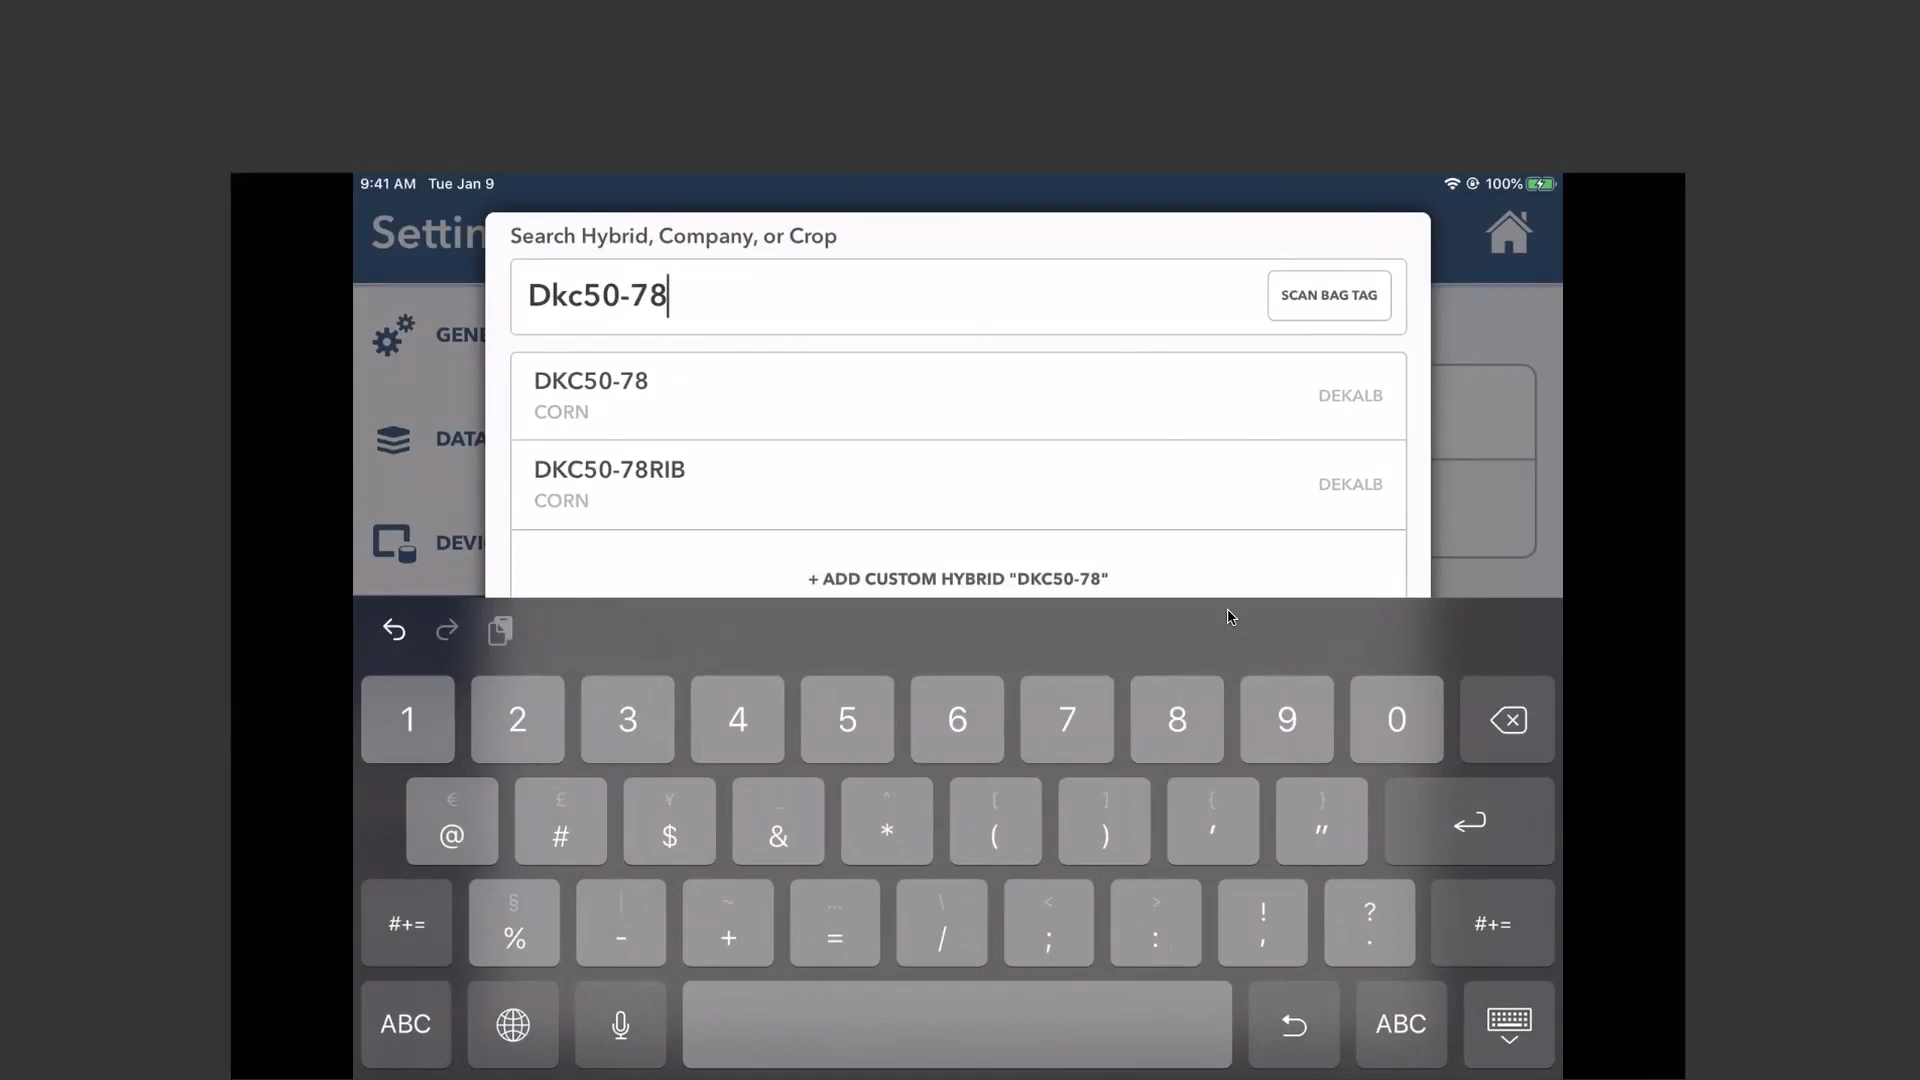 9:41 AM Tue Jan 9
100%
Settin
Search Hybrid, Company, or Crop
Dkc50-78
SCAN BAG TAG
GENE
DKC50-78
CORN
DEKALB
DATA
DKC50-78RIB
CORN
DEKALB
DEVI
+ ADD CUSTOM HYBRID "DKC50-78"
1 2 3 4 5 6 7 8 9 0
€ £ ¥ _ ^ [ ] { }
@ # $ & * ( ) ' "
§ | ~ … \ < > ! ?
#+= % - + = / ; : , . #+=
ABC ABC